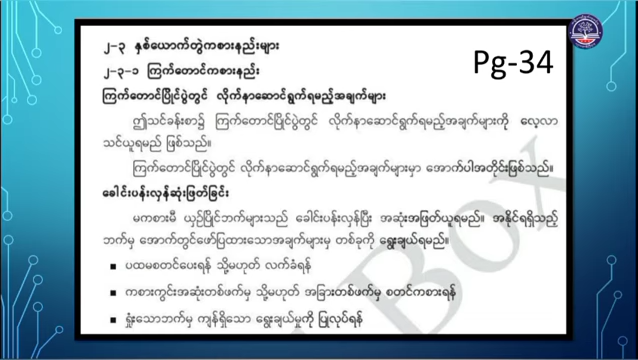 ၂-၃ နှစ်ယောက်တွဲကစားနည်းများ
Pg-34
၂-၃-၁ ကြက်တောင်ကစားနည်း
ကြက်တောင်ပြိုင်ပွဲတွင် လိုက်နာဆောင်ရွက်ရမည့်အချက်များ
ဤသင်ခန်းစာ၌ ကြက်တောင်ပြိုင်ပွဲတွင် လိုက်နာဆောင်ရွက်ရမည့်အချက်များကို လေ့လာ
သင်ယူရမည် ဖြစ်သည်။
ကြက်တောင်ပြိုင်ပွဲတွင် လိုက်နာဆောင်ရွက်ရမည့်အချက်များမှာ အောက်ပါအတိုင်းဖြစ်သည်။
ခေါင်းပန်းလှန်ဆုံးဖြတ်ခြင်း
မကစားမီ ယှဉ်ပြိုင်ဘက်များသည် ခေါင်းပန်းလှန်ပြီး အဆုံးအဖြတ်ယူရမည်။ အနိုင်ရရှိသည့်
ဘက်မှ အောက်တွင်ဖော်ပြထားသောအချက်များမှ တစ်ခုကို ရွေးချယ်ရမည်။
▪ ပထမစတင်ပေးရန် သို့မဟုတ် လက်ခံရန်
▪ ကစားကွင်းအဆုံးတစ်ဖက်မှ သို့မဟုတ် အခြားတစ်ဖက်မှ စတင်ကစားရန်
▪ ရှုံးသောဘက်မှ ကျန်ရှိသော ရွေးချယ်မှုကို ပြုလုပ်ရန်